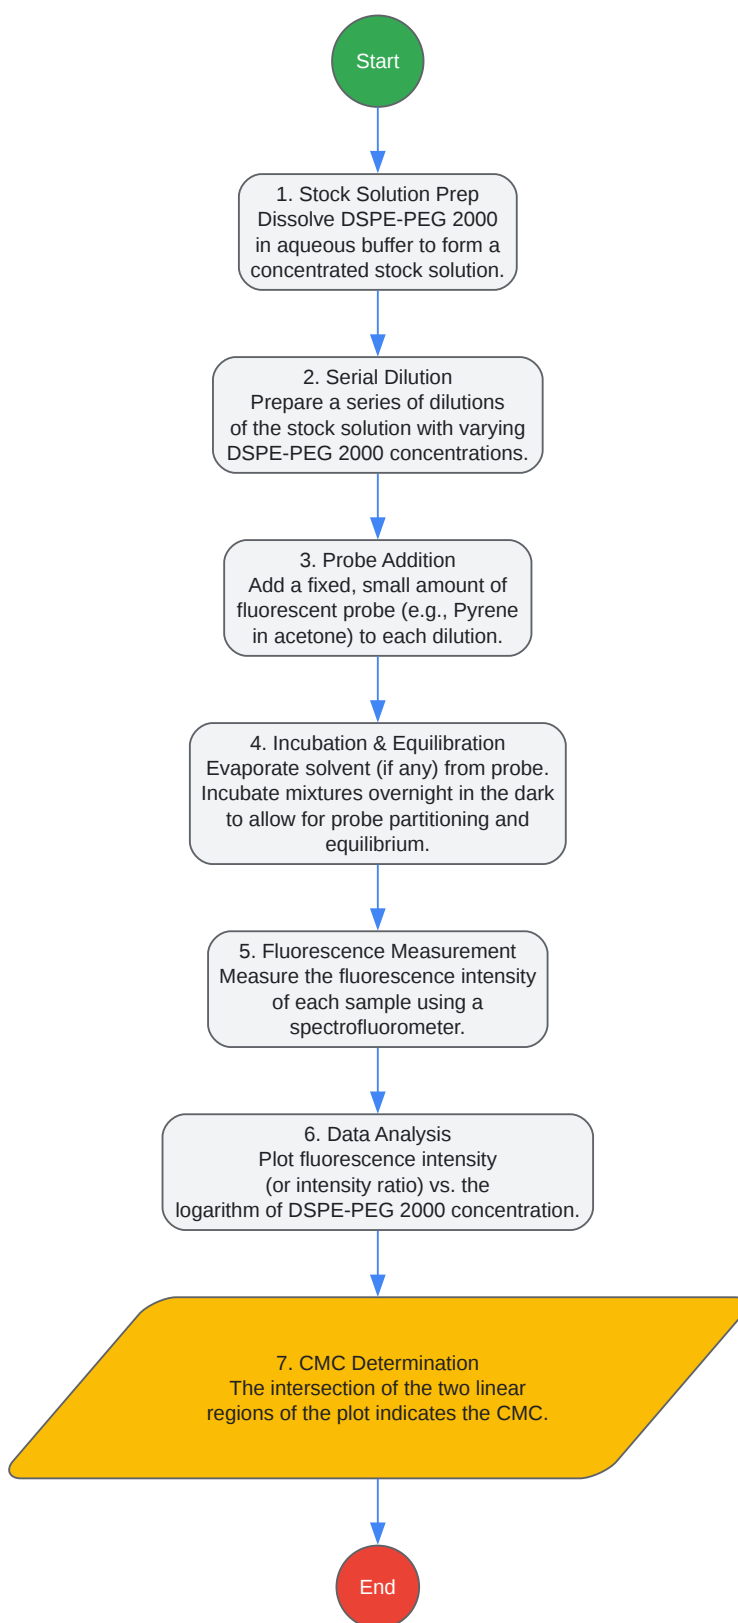 Start
1. Stock Solution Prep
Dissolve DSPE-PEG 2000
in aqueous buffer to form a
concentrated stock solution.
2. Serial Dilution
Prepare a series of dilutions
of the stock solution with varying
DSPE-PEG 2000 concentrations.
3. Probe Addition
Add a fixed, small amount of
fluorescent probe (e.g., Pyrene
in acetone) to each dilution.
4. Incubation & Equilibration
Evaporate solvent (if any) from probe.
Incubate mixtures overnight in the dark
to allow for probe partitioning and
equilibrium.
5. Fluorescence Measurement
Measure the fluorescence intensity
of each sample using a
spectrofluorometer.
6. Data Analysis
Plot fluorescence intensity
(or intensity ratio) vs. the
logarithm of DSPE-PEG 2000 concentration.
7. CMC Determination
The intersection of the two linear
regions of the plot indicates the CMC.
End